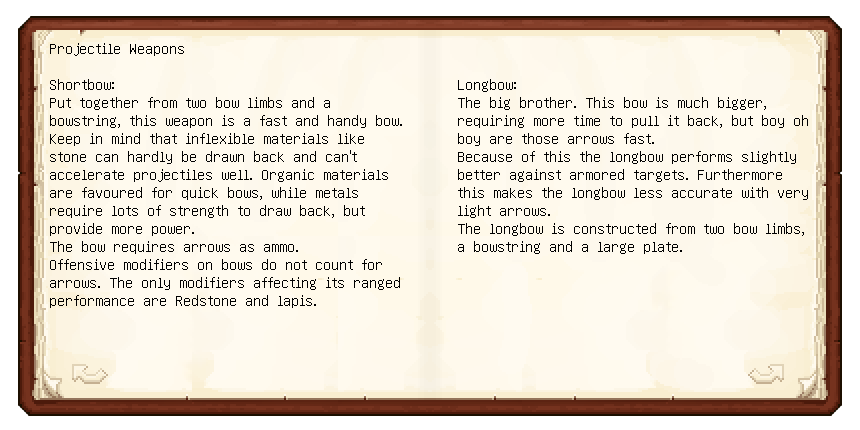 Projectile Weapons
Shortbow:
Put together from two bow limbs and a
bowstring, this weapon is a fast and handy bow.
Keep in mind that inflexible materials like
stone can hardly be drawn back and can't
accelerate projectiles well. Organic materials
are favoured for quick bows, while metals
require lots of strength to draw back, but
provide more power.
The bow requires arrows as ammo.
Offensive modifiers on bows do not count for
arrows. The only modifiers affecting its ranged
performance are Redstone and lapis.
Longbow:
The big brother. This bow is much bigger,
requiring more time to pull it back, but boy oh
boy are those arrows fast.
Because of this the longbow performs slightly
better against armored targets. Furthermore
this makes the longbow less accurate with very
light arrows.
The longbow is constructed from two bow limbs,
a bowstring and a large plate.